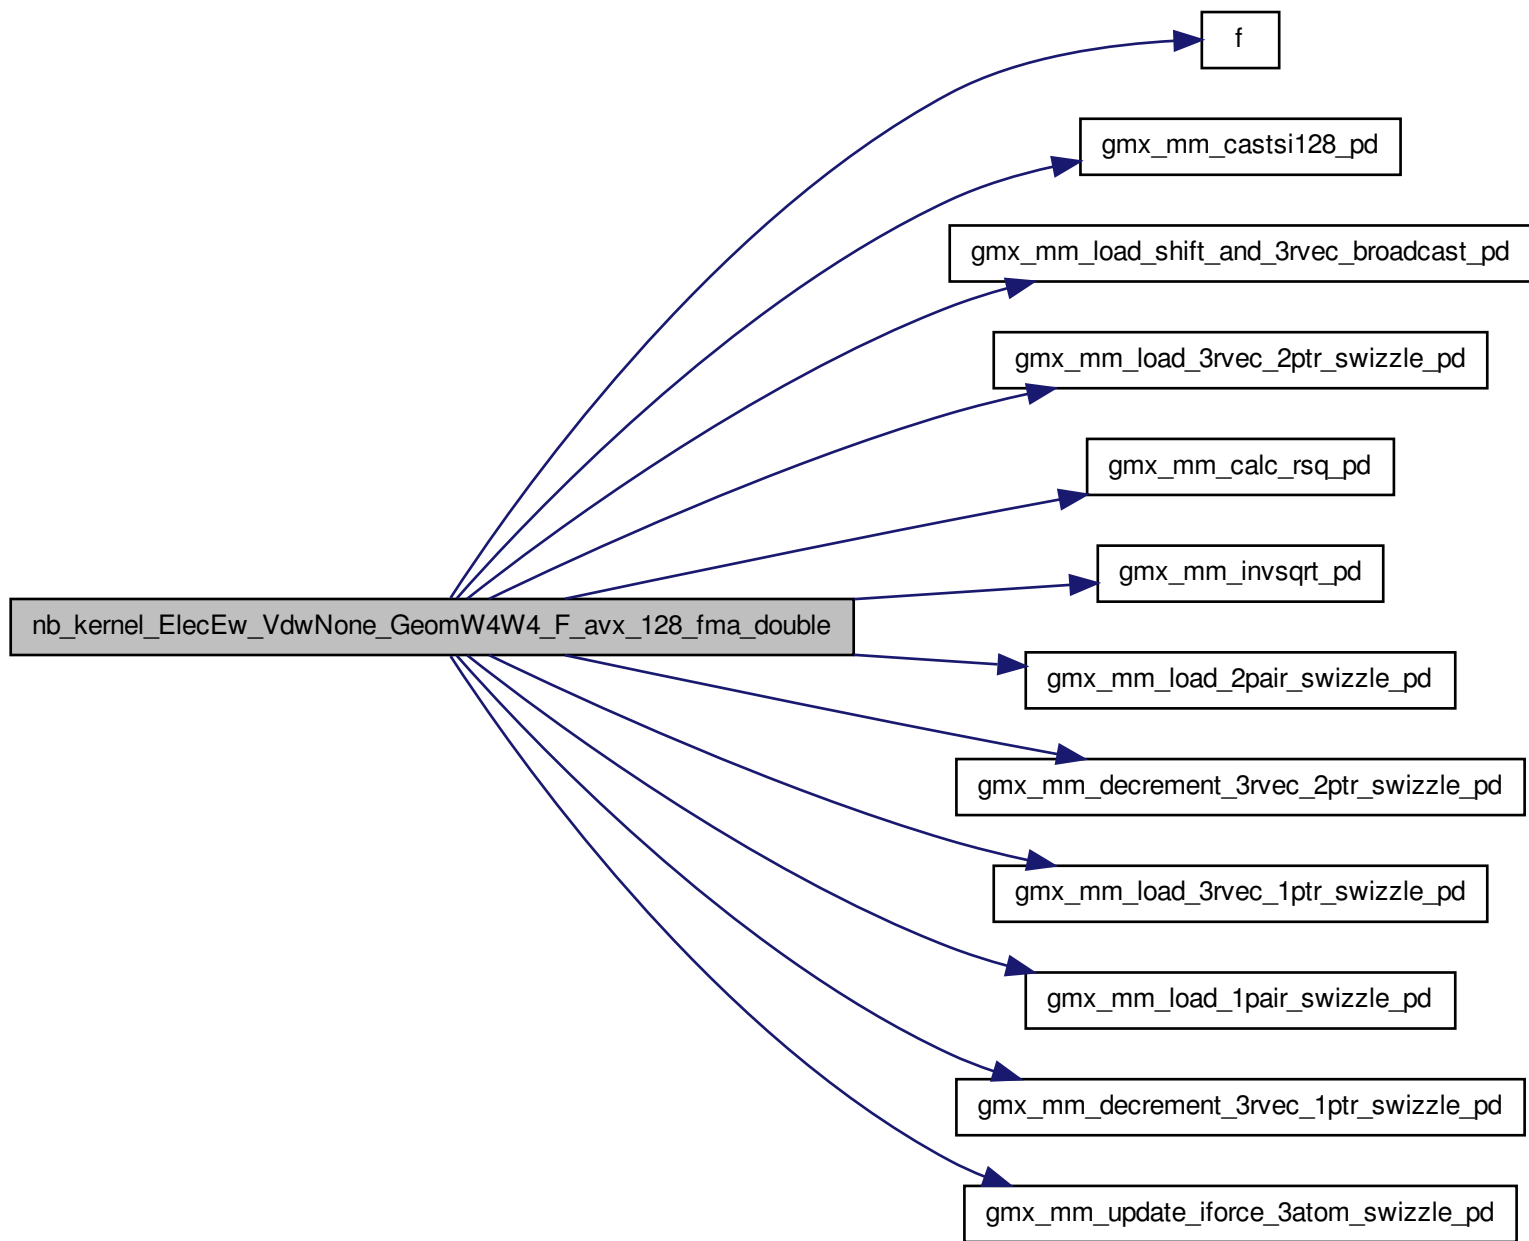 f
gmx_mm_castsi128_pd
gmx_mm_load_shift_and_3rvec_broadcast_pd
gmx_mm_load_3rvec_2ptr_swizzle_pd
gmx_mm_calc_rsq_pd
gmx_mm_invsqrt_pd
nb_kernel_ElecEw_VdwNone_GeomW4W4_F_avx_128_fma_double
gmx_mm_load_2pair_swizzle_pd
gmx_mm_decrement_3rvec_2ptr_swizzle_pd
gmx_mm_load_3rvec_1ptr_swizzle_pd
gmx_mm_load_1pair_swizzle_pd
gmx_mm_decrement_3rvec_1ptr_swizzle_pd
gmx_mm_update_iforce_3atom_swizzle_pd